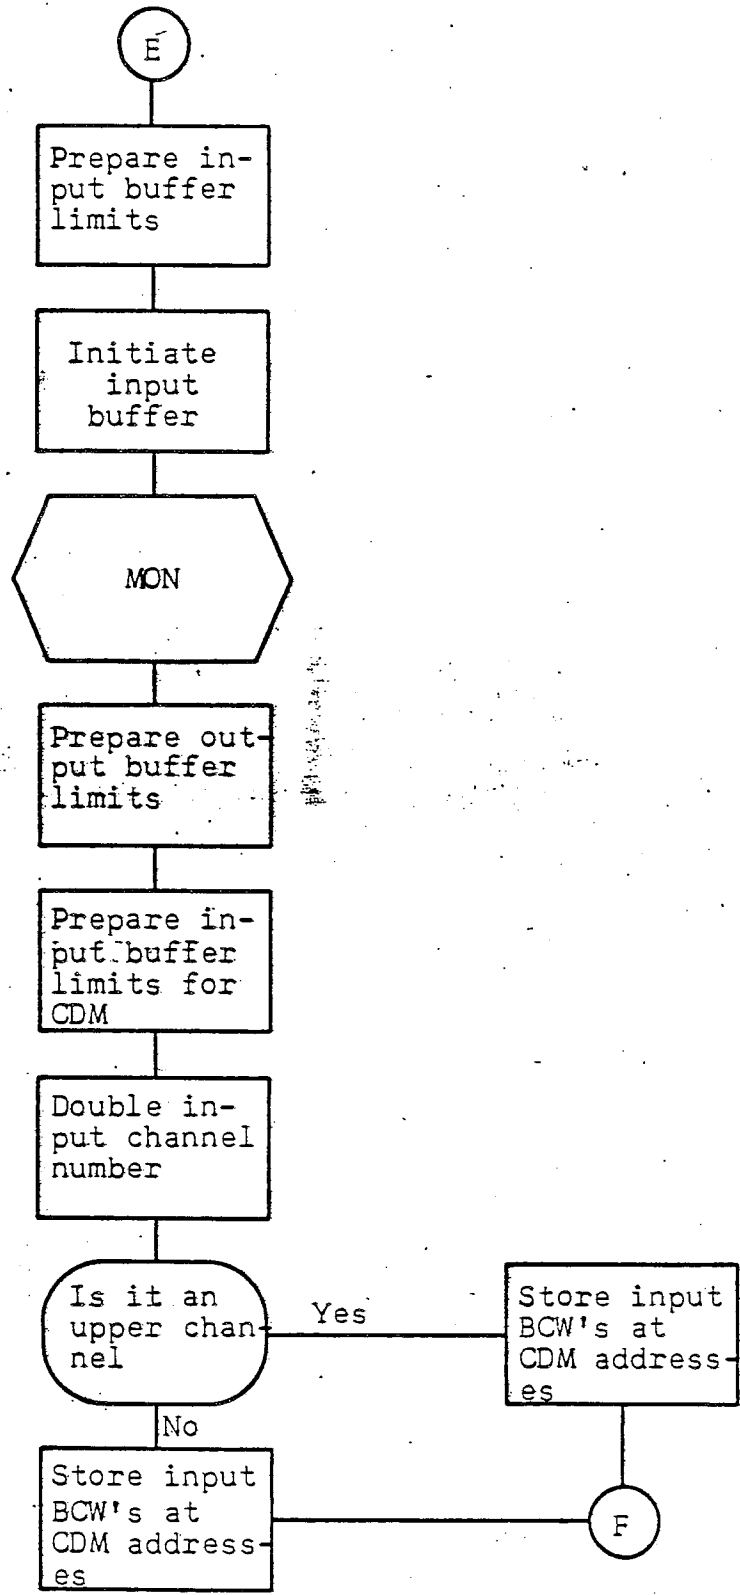 E
Prepare in-
put buffer
limits
Initiate
input
buffer
MON
Prepare out-
put buffer
limits
Prepare in-
put buffer
limits for
CDM
Double in-
put channel
number
Is it an
upper chan-
nel
Yes
Store input
BCW's at
CDM address-
es
No
Store input
BCW's at
CDM address-
es
F